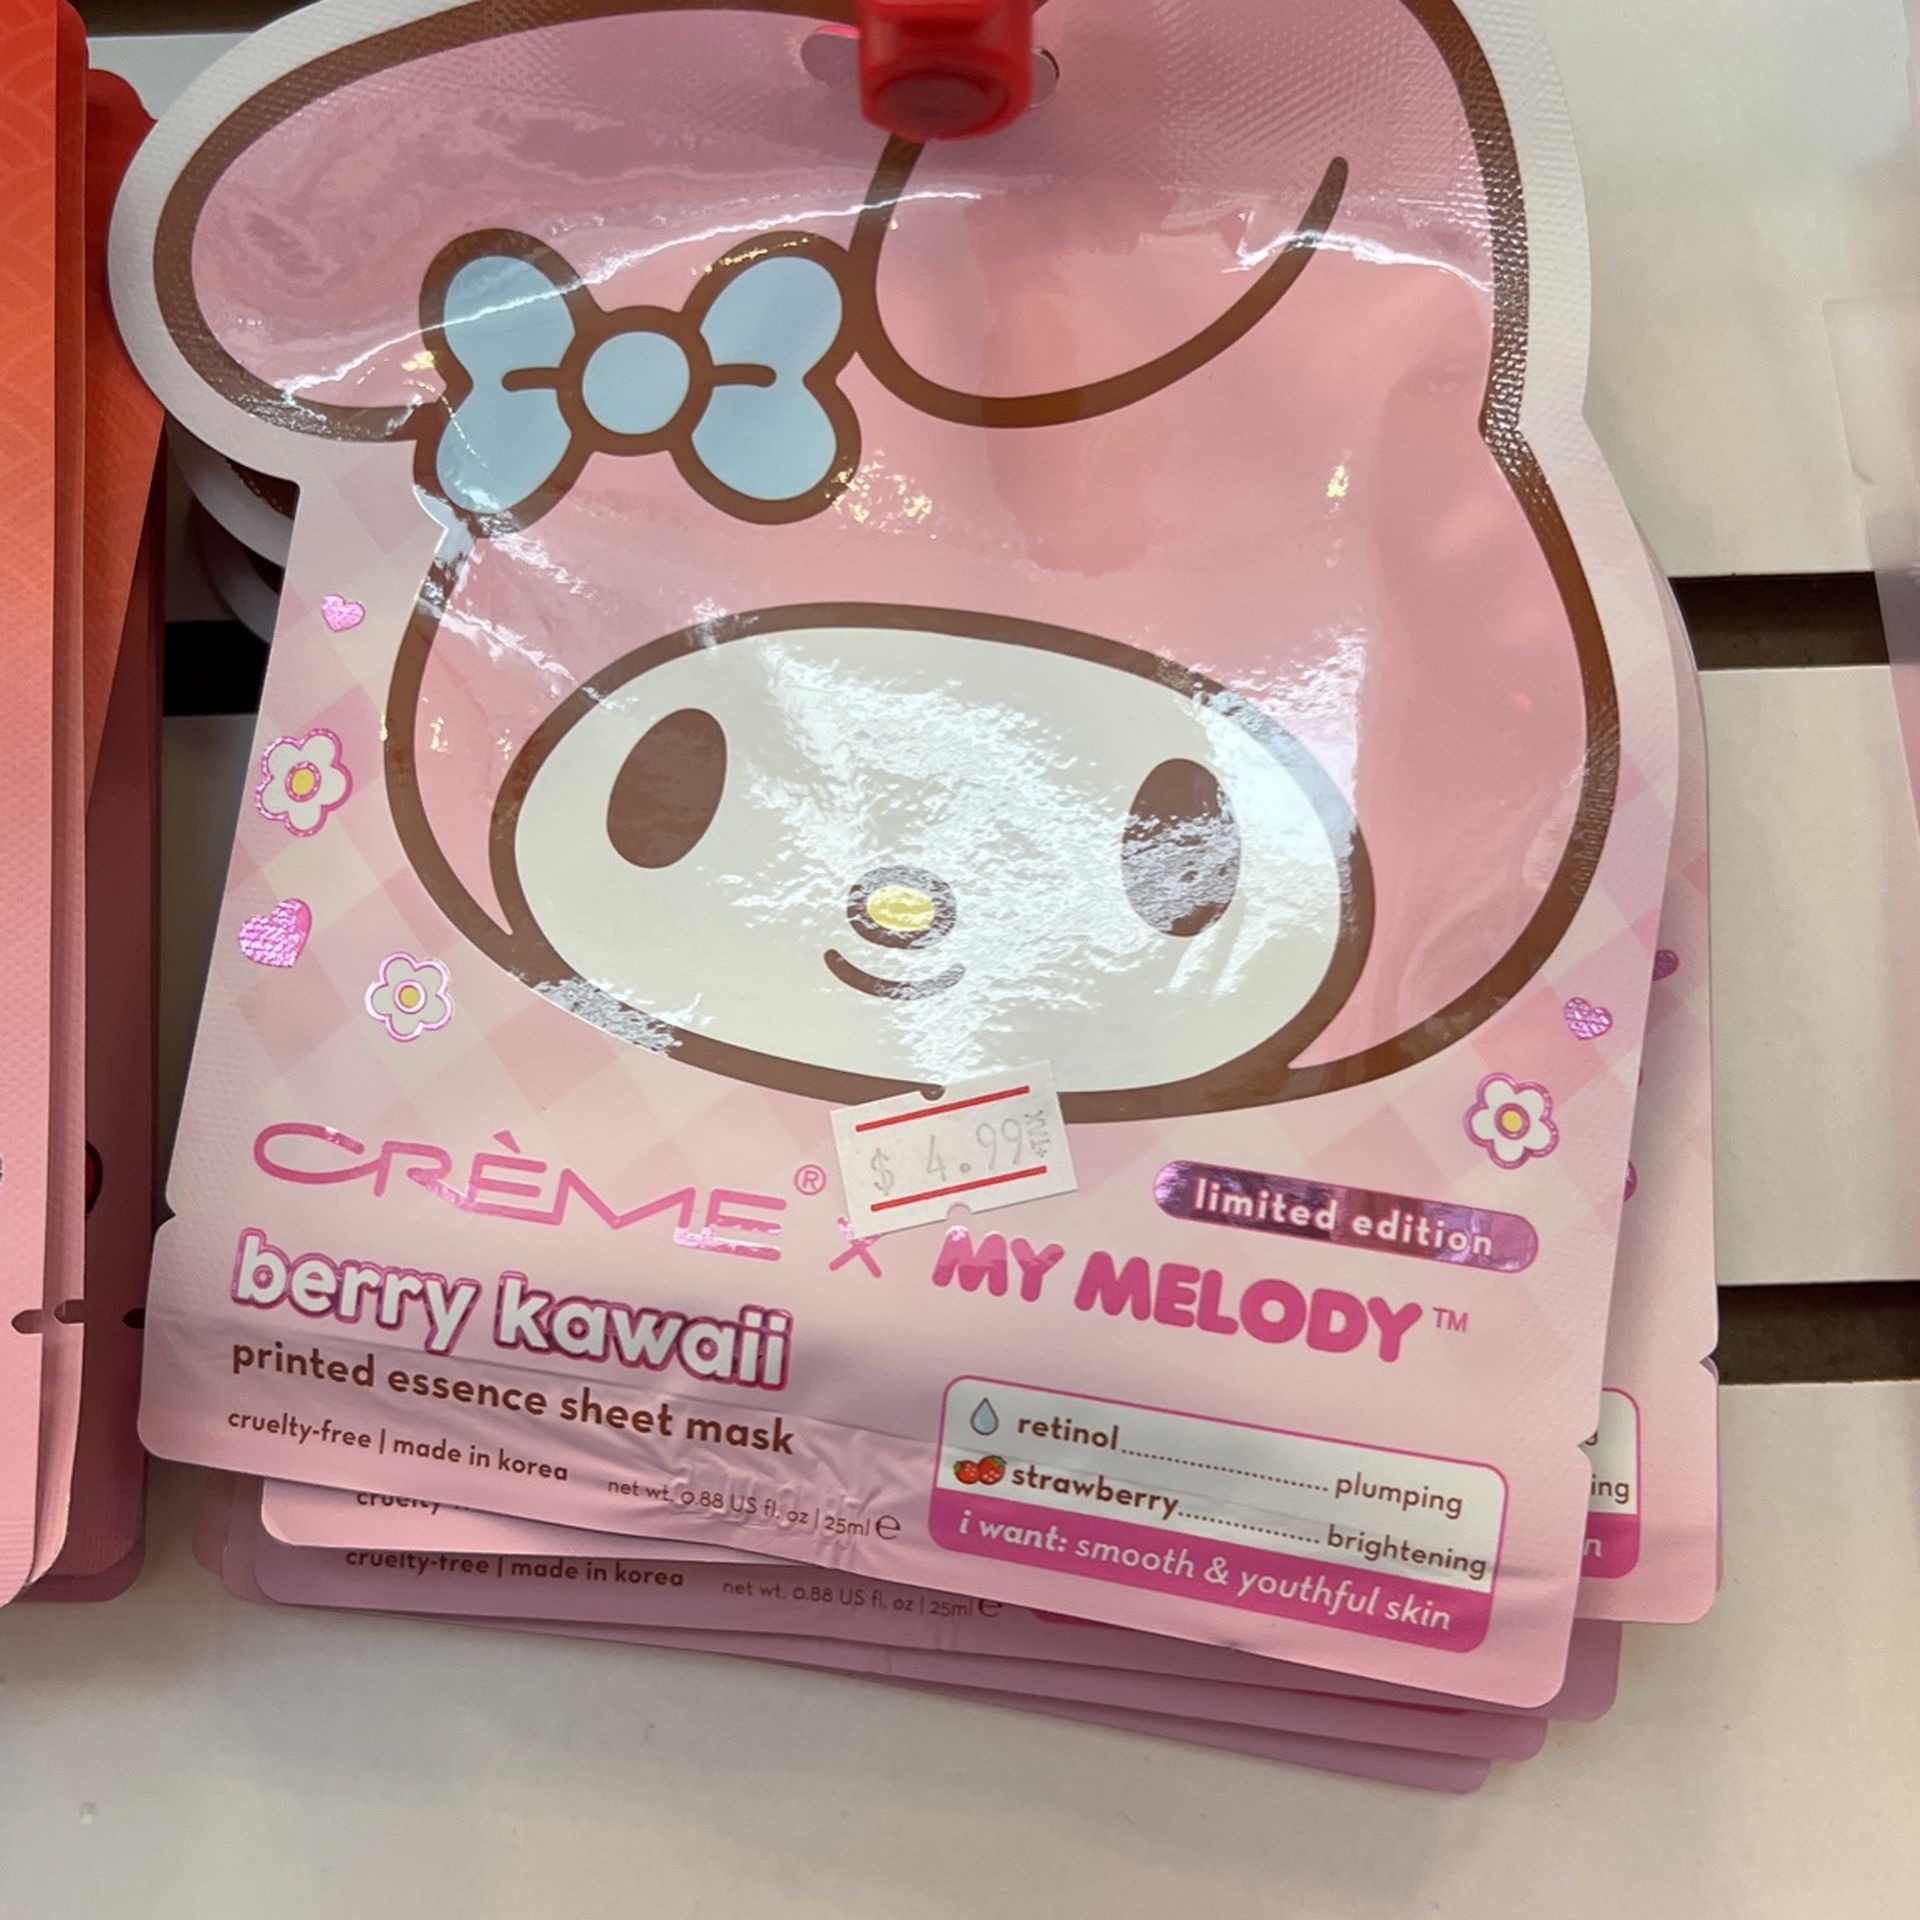 $ 4.99
CRÈME® x MY MELODY™
limited edition
berry kawaii
printed essence sheet mask
cruelty-free | made in korea
net wt. 0.88 US fl. oz | 25ml ℮
retinol.............................. plumping
strawberry.................... brightening
i want: smooth & youthful skin
ing
n
cruelty
cruelty-free | made in korea
net wt. 0.88 US fl. oz | 25ml ℮